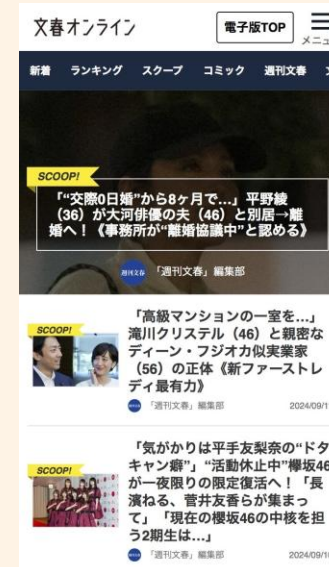 文春オンライン
電子版TOP
メニュ
新着 ランキング スクープ コミック 週刊文春
SCOOP!
「“交際0日婚”から8ヶ月で…」平野綾
（36）が大河俳優の夫（46）と別居→離
婚へ！《事務所が“離婚協議中”と認める》
週刊文春 「週刊文春」編集部
SCOOP!
「高級マンションの一室を…」
滝川クリステル（46）と親密な
ディーン・フジオカ似実業家
（56）の正体《新ファーストレ
ディ最有力》
「週刊文春」編集部 2024/09/1
SCOOP!
「気がかりは平手友梨奈の“ドタ
キャン癖”」“活動休止中”欅坂46
が一夜限りの限定復活へ！「長
濱ねる、菅井友香らが集まっ
て」「現在の櫻坂46の中核を担
う2期生は…」
「週刊文春」編集部 2024/09/10